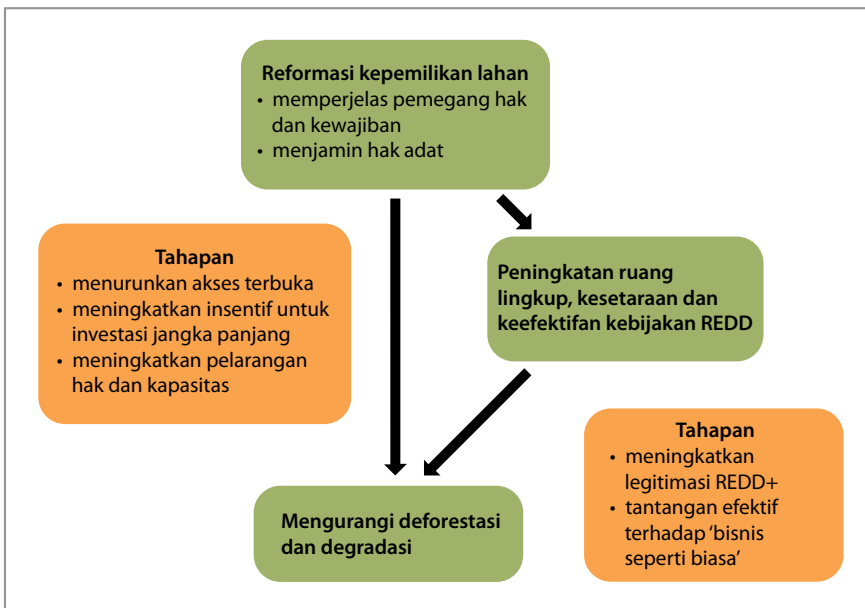 Reformasi kepemilikan lahan
• memperjelas pemegang hak
dan kewajiban
• menjamin hak adat
Tahapan
• menurunkan akses terbuka
• meningkatkan insentif untuk
investasi jangka panjang
• meningkatkan pelarangan
hak dan kapasitas
Peningkatan ruang
lingkup, kesetaraan dan
keefektifan kebijakan REDD
Tahapan
• meningkatkan
legitimasi REDD+
• tantangan efektif
terhadap ‘bisnis
seperti biasa’
Mengurangi deforestasi
dan degradasi